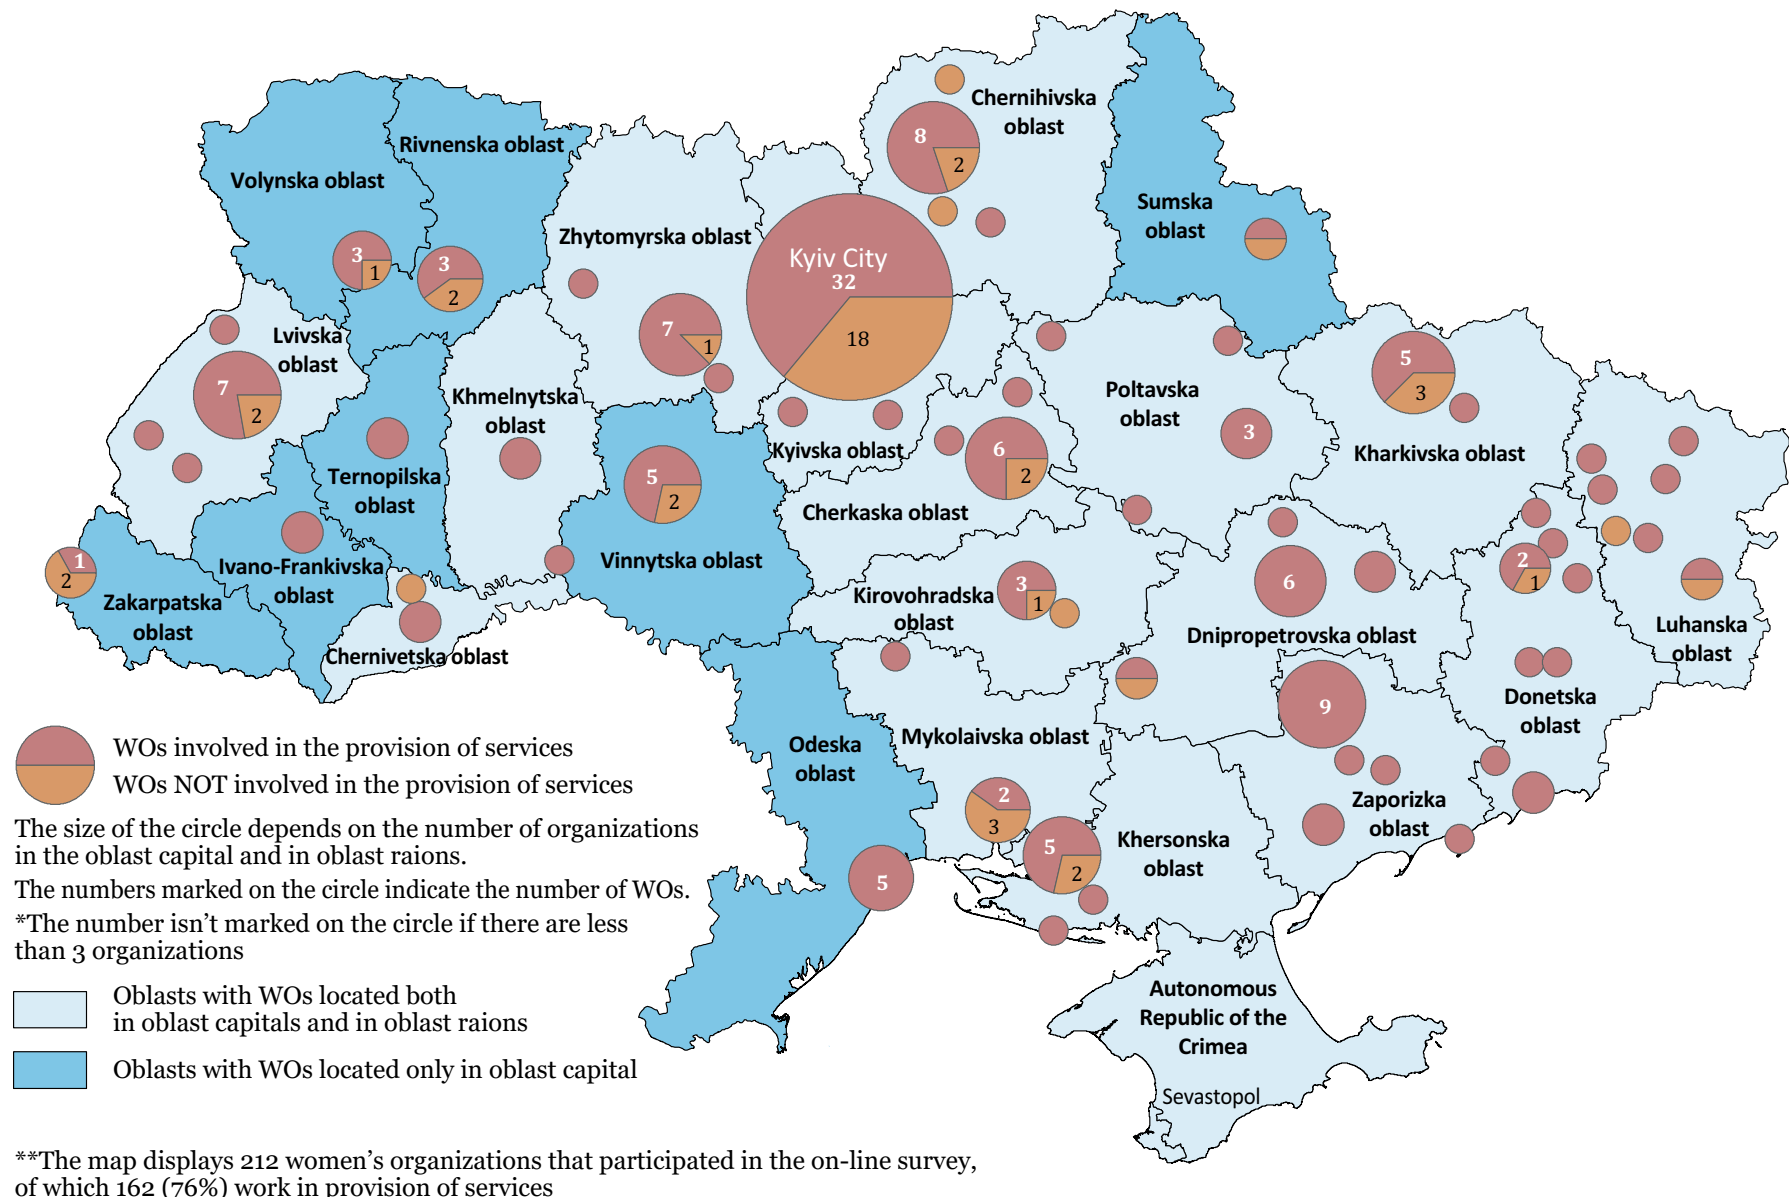 Chernihivska
oblast
8
2
Rivnenska oblast
Volynska oblast
Sumska
oblast
Zhytomyrska oblast
3
1
3
2
Kyiv City
32
18
Lvivska
oblast
7
1
7
2
5
3
Khmelnytska
oblast
Poltavska
oblast
3
Kyivska oblast
6
2
Kharkivska oblast
Ternopilska
oblast
5
2
Cherkaska oblast
Vinnytska oblast
1
2
Ivano-Frankivska
oblast
Zakarpatska
oblast
Kirovohradska
oblast
3
1
6
2
1
Dnipropetrovska oblast
Luhanska
oblast
Chernivetska oblast
Donetska
oblast
9
Odeska
oblast
Mykolaivska oblast
2
3
Zaporizka
oblast
Khersonska
oblast
5
2
5
WOs involved in the provision of services
WOs NOT involved in the provision of services
The size of the circle depends on the number of organizations
in the oblast capital and in oblast raions.
The numbers marked on the circle indicate the number of WOs.
*The number isn't marked on the circle if there are less
than 3 organizations
Oblasts with WOs located both
in oblast capitals and in oblast raions
Oblasts with WOs located only in oblast capital
Autonomous
Republic of the
Crimea
Sevastopol
**The map displays 212 women's organizations that participated in the on-line survey,
of which 162 (76%) work in provision of services